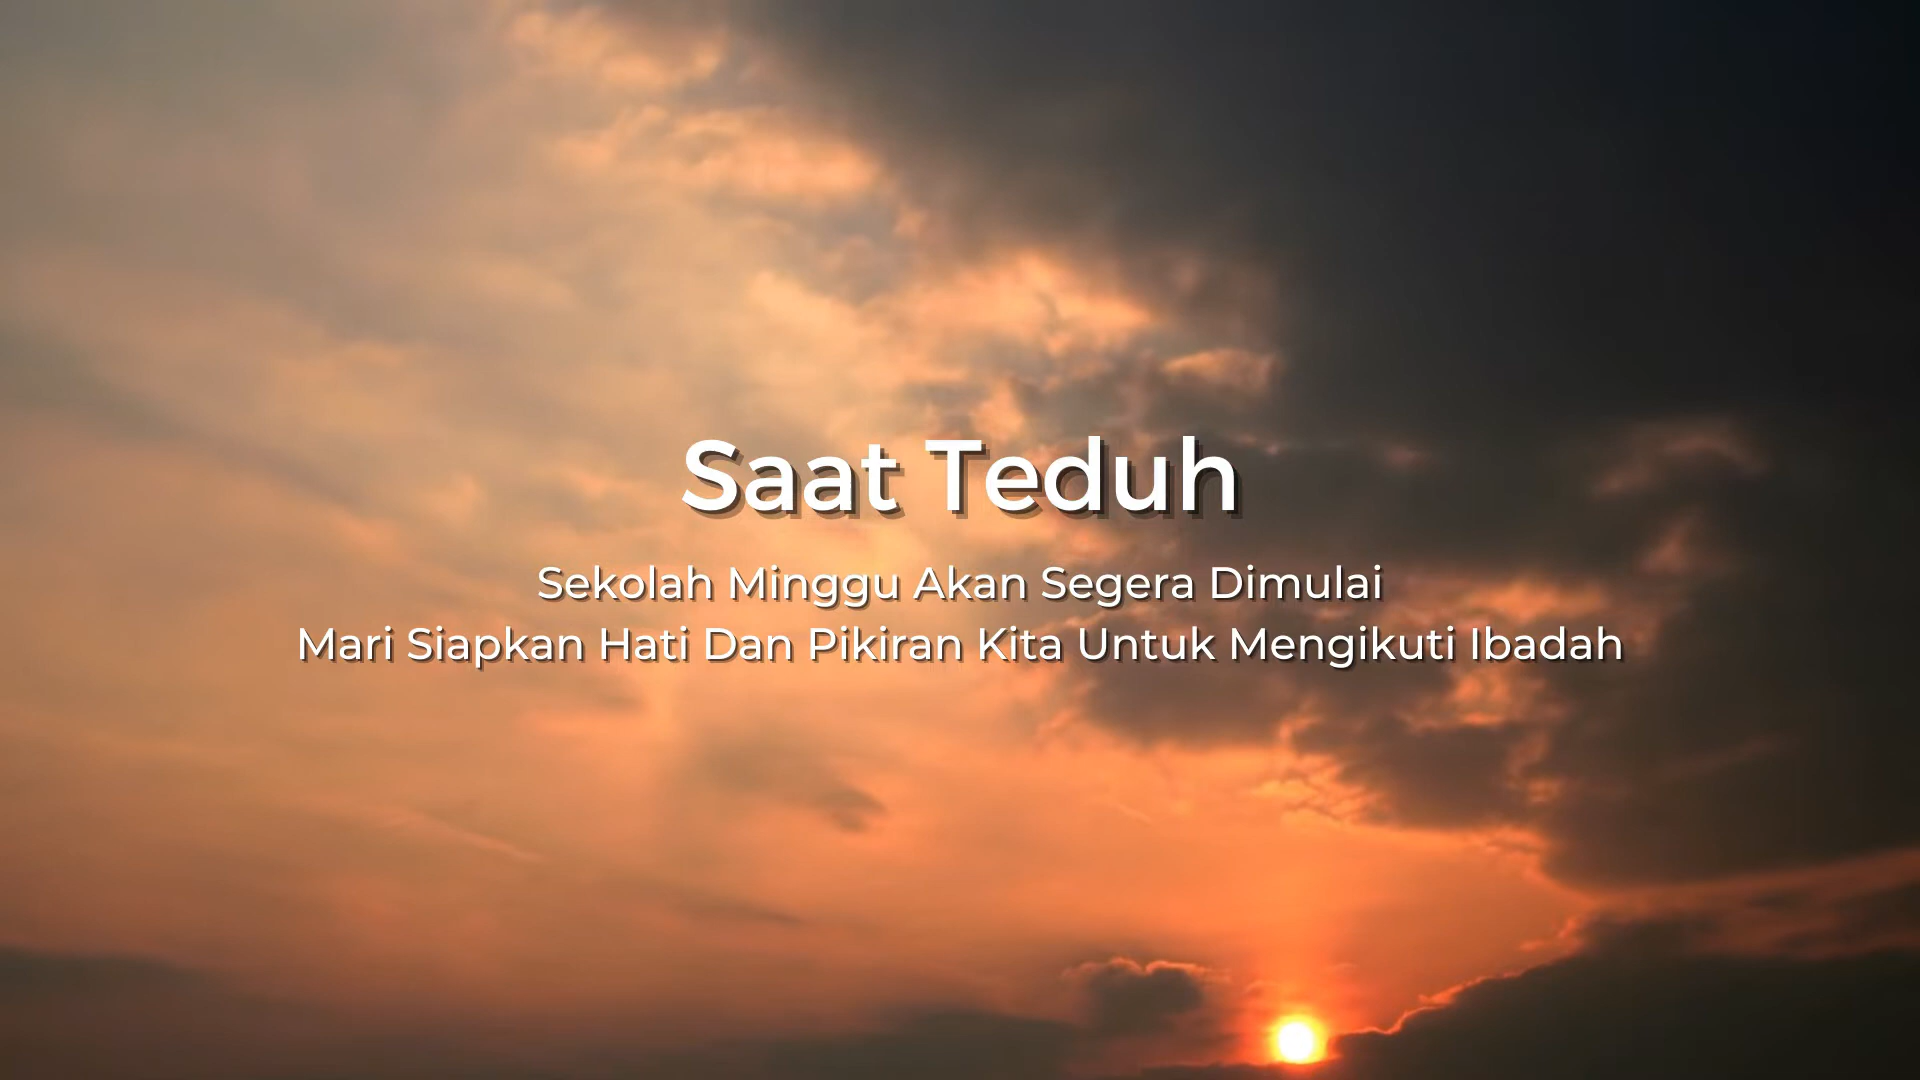 Saat Teduh
Sekolah Minggu Akan Segera Dimulai
Mari Siapkan Hati Dan Pikiran Kita Untuk Mengikuti Ibadah